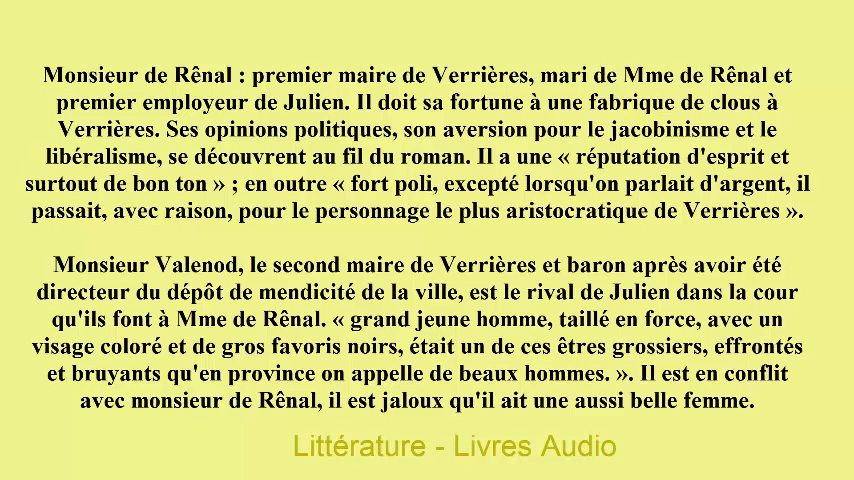 Monsieur de Rênal : premier maire de Verrières, mari de Mme de Rênal et
premier employeur de Julien. Il doit sa fortune à une fabrique de clous à
Verrières. Ses opinions politiques, son aversion pour le jacobinisme et le
libéralisme, se découvrent au fil du roman. Il a une « réputation d'esprit et
surtout de bon ton » ; en outre « fort poli, excepté lorsqu'on parlait d'argent, il
passait, avec raison, pour le personnage le plus aristocratique de Verrières ».
Monsieur Valenod, le second maire de Verrières et baron après avoir été
directeur du dépôt de mendicité de la ville, est le rival de Julien dans la cour
qu'ils font à Mme de Rênal. « grand jeune homme, taillé en force, avec un
visage coloré et de gros favoris noirs, était un de ces êtres grossiers, effrontés
et bruyants qu'en province on appelle de beaux hommes. ». Il est en conflit
avec monsieur de Rênal, il est jaloux qu'il ait une aussi belle femme.
Littérature - Livres Audio